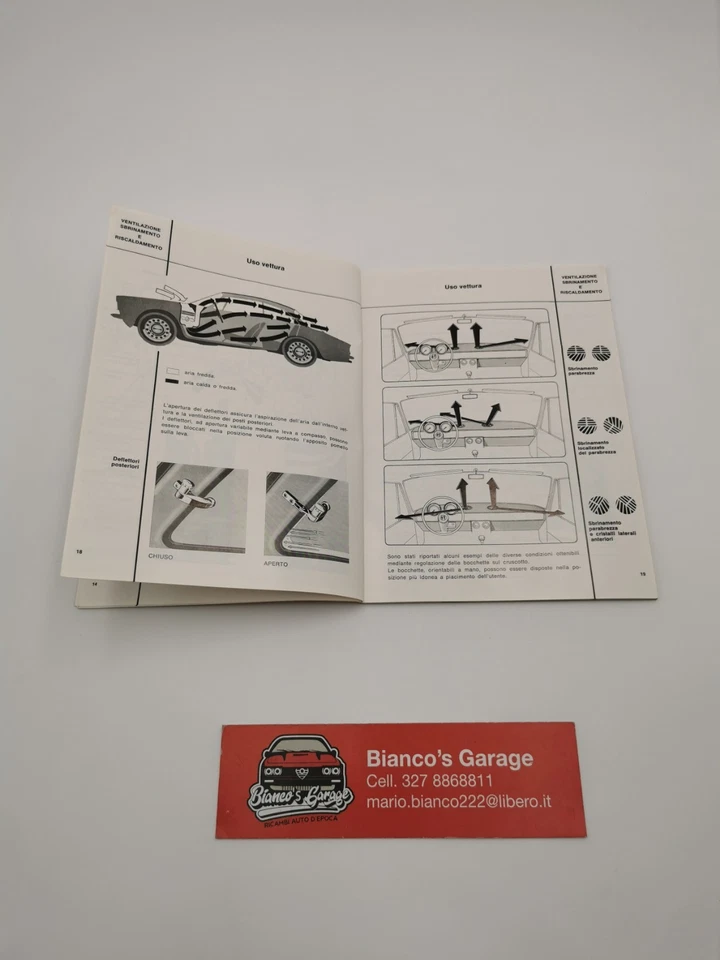 VENTILAZIONE
SBRINAMENTO
E
RISCALDAMENTO
Uso vettura
aria fredda.
aria calda o fredda.
L'apertura dei deflettori assicura l'aspirazione dell'aria dall'interno vet-
tura e la ventilazione dei posti posteriori.
I deflettori, ad apertura variabile mediante leva a compasso, possono
essere bloccati nella posizione voluta ruotando l'apposito pometto
sulla leva.
Deflettori
posteriori
CHIUSO
APERTO
18
12
Uso vettura
VENTILAZIONE
SBRINAMENTO
E
RISCALDAMENTO
Sbrinamento
parabrezza
Sbrinamento
localizzato
del parabrezza
Sbrinamento
parabrezza
e cristalli laterali
anteriori
Sono stati riportati alcuni esempi delle diverse condizioni ottenibili
mediante regolazione delle bocchette sul cruscotto.
Le bocchette, orientabili a mano, possono essere disposte nella po-
sizione più idonea a piacimento dell'utente.
19
Bianco's Garage
RICAMBI AUTO D'EPOCA
Bianco's Garage
Cell. 327 8868811
mario.bianco222@libero.it